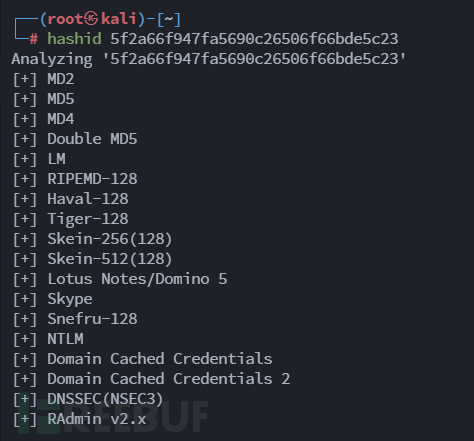 ┌──(root㉿kali)-[~]
└─# hashid 5f2a66f947fa5690c26506f66bde5c23
Analyzing '5f2a66f947fa5690c26506f66bde5c23'
[+] MD2
[+] MD5
[+] MD4
[+] Double MD5
[+] LM
[+] RIPEMD-128
[+] Haval-128
[+] Tiger-128
[+] Skein-256(128)
[+] Skein-512(128)
[+] Lotus Notes/Domino 5
[+] Skype
[+] Snefru-128
[+] NTLM
[+] Domain Cached Credentials
[+] Domain Cached Credentials 2
[+] DNSSEC(NSEC3)
[+] RAdmin v2.x
FREEBUF